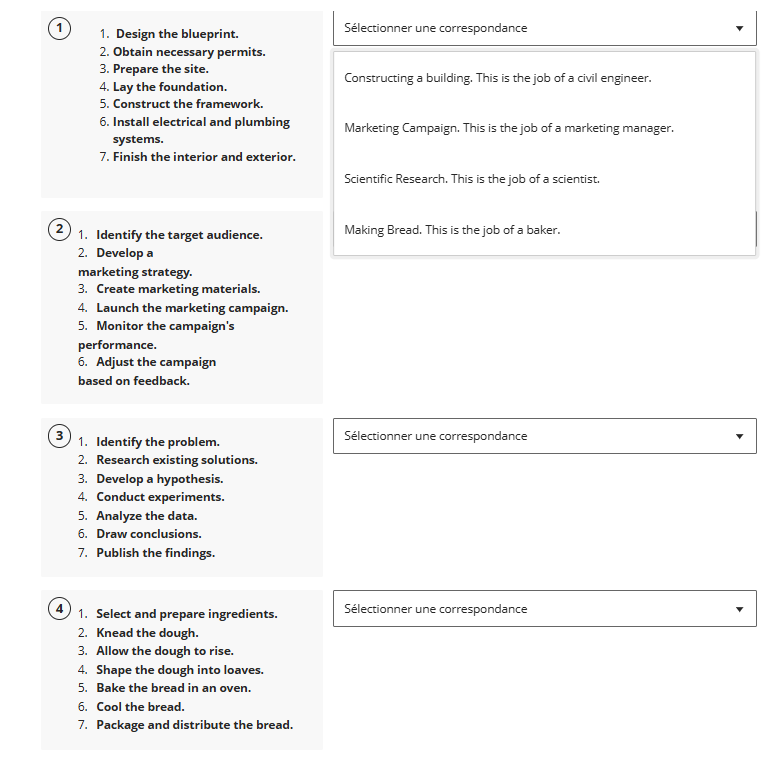 1
1. Design the blueprint.
2. Obtain necessary permits.
3. Prepare the site.
4. Lay the foundation.
5. Construct the framework.
6. Install electrical and plumbing
systems.
7. Finish the interior and exterior.
Sélectionner une correspondance
Constructing a building. This is the job of a civil engineer.
Marketing Campaign. This is the job of a marketing manager.
Scientific Research. This is the job of a scientist.
Making Bread. This is the job of a baker.
2
1. Identify the target audience.
2. Develop a
marketing strategy.
3. Create marketing materials.
4. Launch the marketing campaign.
5. Monitor the campaign's
performance.
6. Adjust the campaign
based on feedback.
3
1. Identify the problem.
2. Research existing solutions.
3. Develop a hypothesis.
4. Conduct experiments.
5. Analyze the data.
6. Draw conclusions.
7. Publish the findings.
Sélectionner une correspondance
4
1. Select and prepare ingredients.
2. Knead the dough.
3. Allow the dough to rise.
4. Shape the dough into loaves.
5. Bake the bread in an oven.
6. Cool the bread.
7. Package and distribute the bread.
Sélectionner une correspondance